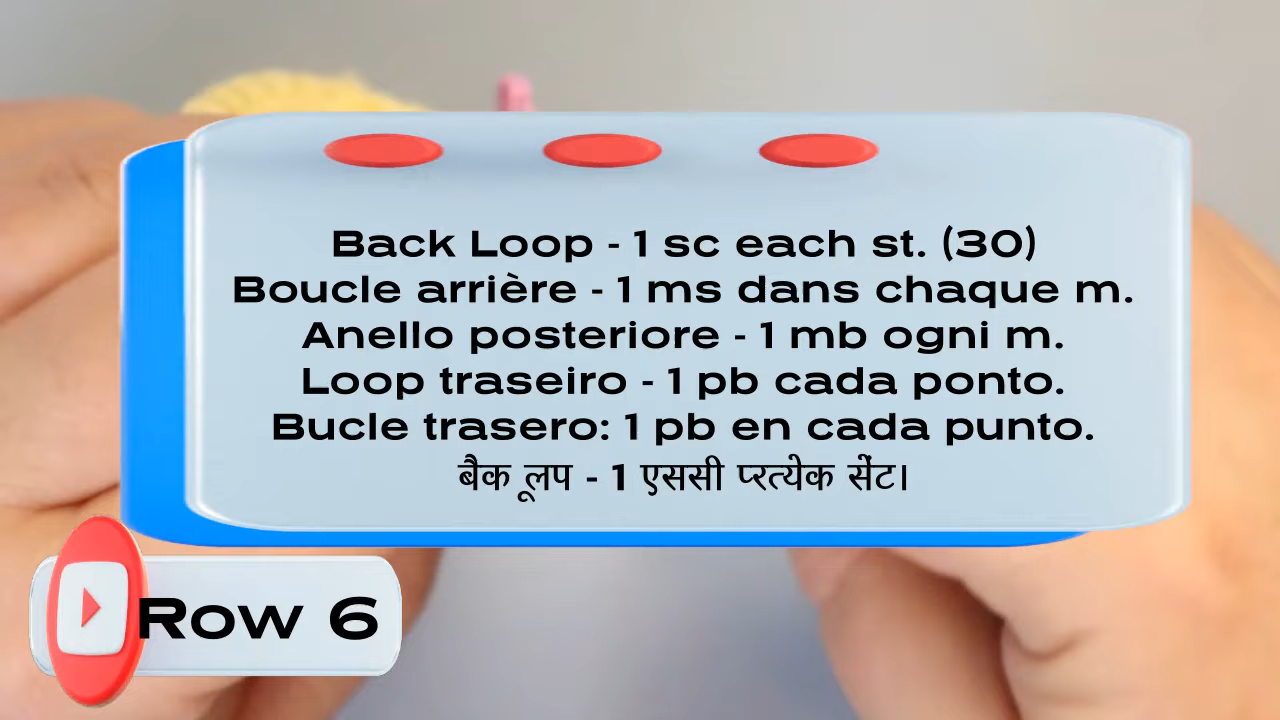 Back Loop - 1 sc each st. (30)
Boucle arrière - 1 ms dans chaque m.
Anello posteriore - 1 mb ogni m.
Loop traseiro - 1 pb cada ponto.
Bucle trasero: 1 pb en cada punto.
बैक लूप - 1 एससी प्रत्येक सेंट।
Row 6